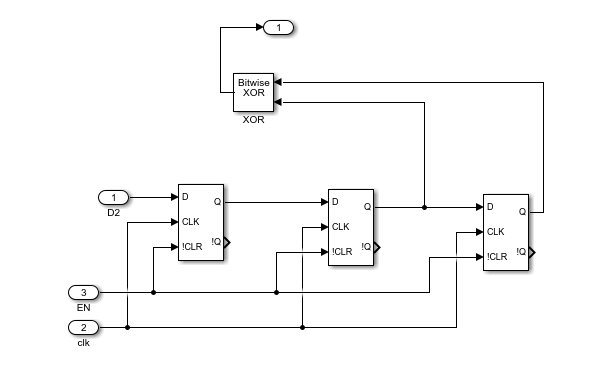 1
Bitwise
XOR
XOR
1
D2
D
Q
CLK
!Q
!CLR
D
Q
CLK
!Q
!CLR
D
Q
CLK
!Q
!CLR
3
EN
2
clk